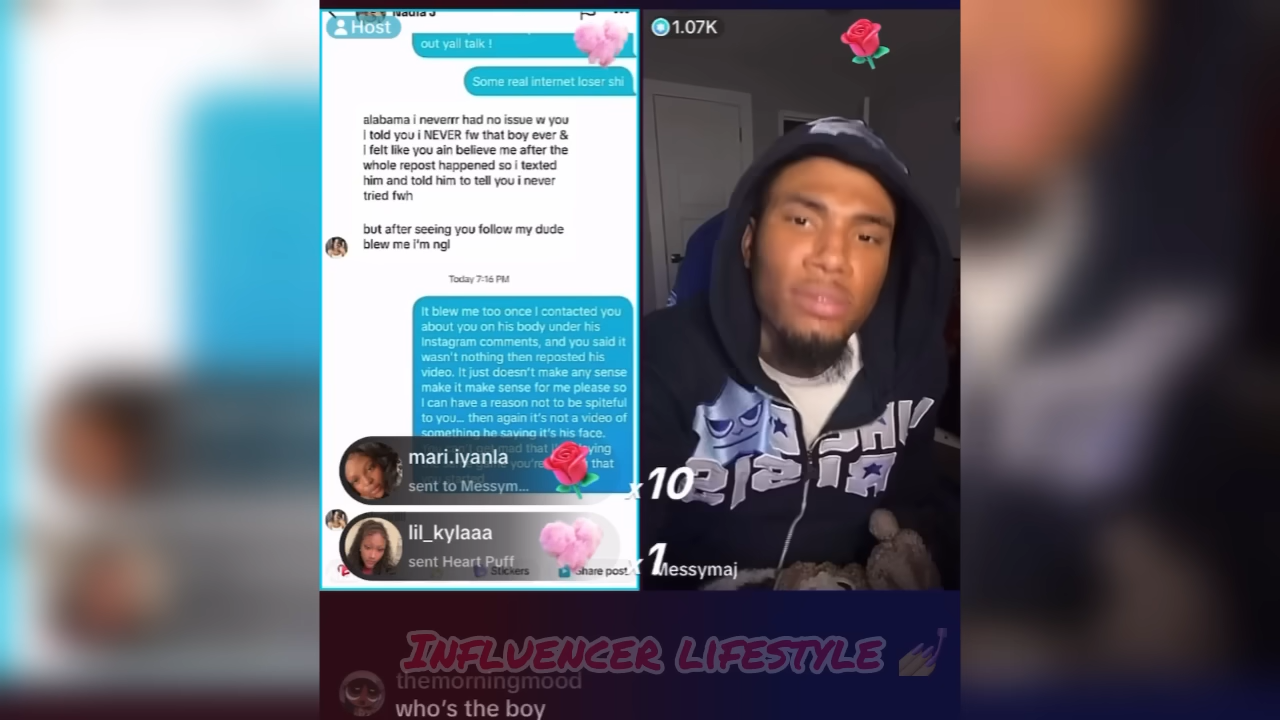 Nadia J
Host
out yall talk !
Some real internet loser shi
alabama i neverrr had no issue w you
I told you i NEVER fw that boy ever &
i felt like you ain believe me after the
whole repost happened so i texted
him and told him to tell you i never
tried fwh
but after seeing you follow my dude
blew me i'm ngl
Today 7:16 PM
It blew me too once I contacted you
about you on his body under his
Instagram comments, and you said it
wasn't nothing then reposted his
video. It just doesn't make any sense
make it make sense for me please so
I can have a reason not to be spiteful
to you... then again it's not a video of
something he saying it's his face.
that
mari.iyanla
sent to Messym...
x10
lil_kylaaa
sent Heart Puff
x1
Stickers
Share post
1.07K
Messymaj
INFLUENCER LIFESTYLE 💅
themorningmood
who's the boy